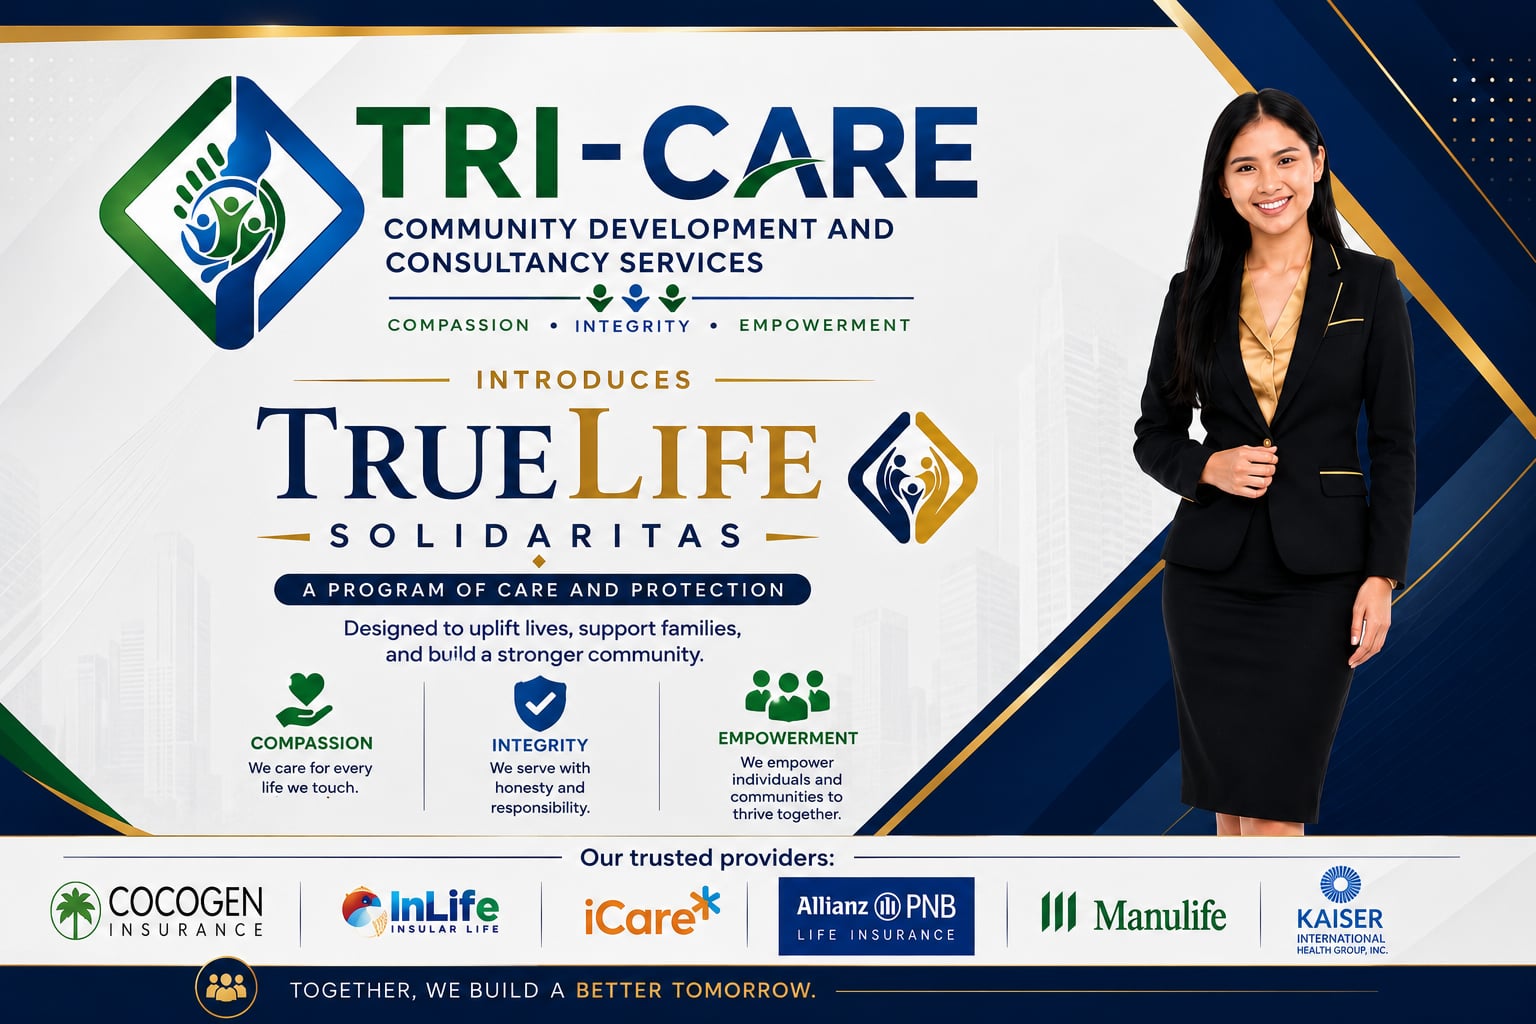 TRI-CARE
COMMUNITY DEVELOPMENT AND
CONSULTANCY SERVICES
COMPASSION • INTEGRITY • EMPOWERMENT
INTRODUCES
TRUELIFE
SOLIDARITAS
A PROGRAM OF CARE AND PROTECTION
Designed to uplift lives, support families,
and build a stronger community.
COMPASSION
We care for every
life we touch.
INTEGRITY
We serve with
honesty and
responsibility.
EMPOWERMENT
We empower
individuals and
communities to
thrive together.
Our trusted providers:
COCOGEN
INSURANCE
InLife
INSULAR LIFE
iCare
Allianz PNB
LIFE INSURANCE
Manulife
KAISER
INTERNATIONAL
HEALTH GROUP, INC.
TOGETHER, WE BUILD A BETTER TOMORROW.